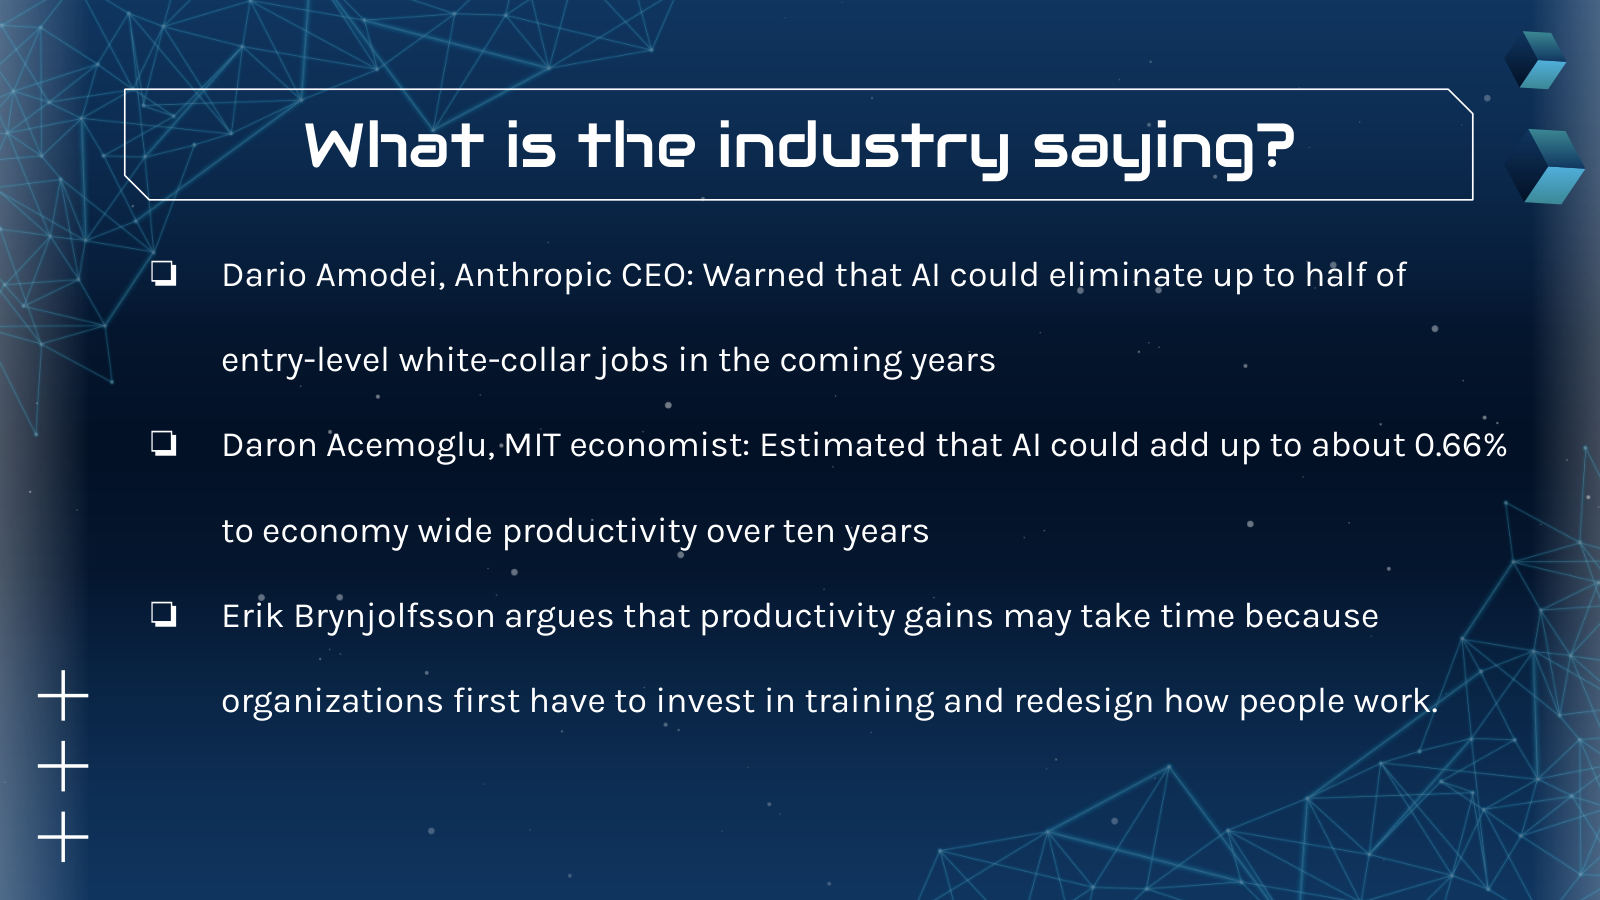 What is the industry saying?
Dario Amodei, Anthropic CEO: Warned that AI could eliminate up to half of
entry-level white-collar jobs in the coming years
Daron Acemoglu, MIT economist: Estimated that AI could add up to about 0.66%
to economy wide productivity over ten years
Erik Brynjolfsson argues that productivity gains may take time because
organizations first have to invest in training and redesign how people work.